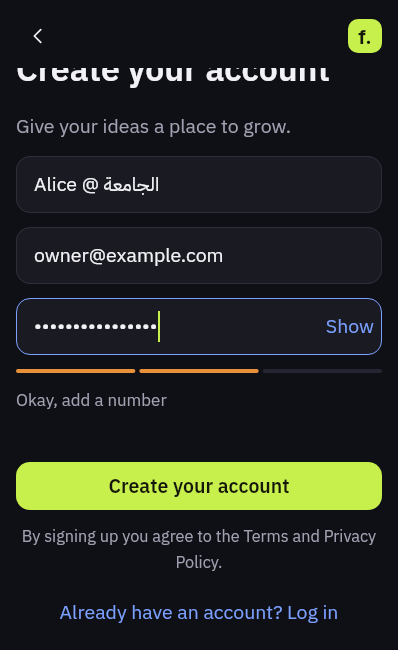 f.
Create your account
Give your ideas a place to grow.
Alice @ الجامعة
owner@example.com
••••••••••••••••
Show
Okay, add a number
Create your account
By signing up you agree to the Terms and Privacy
Policy.
Already have an account? Log in